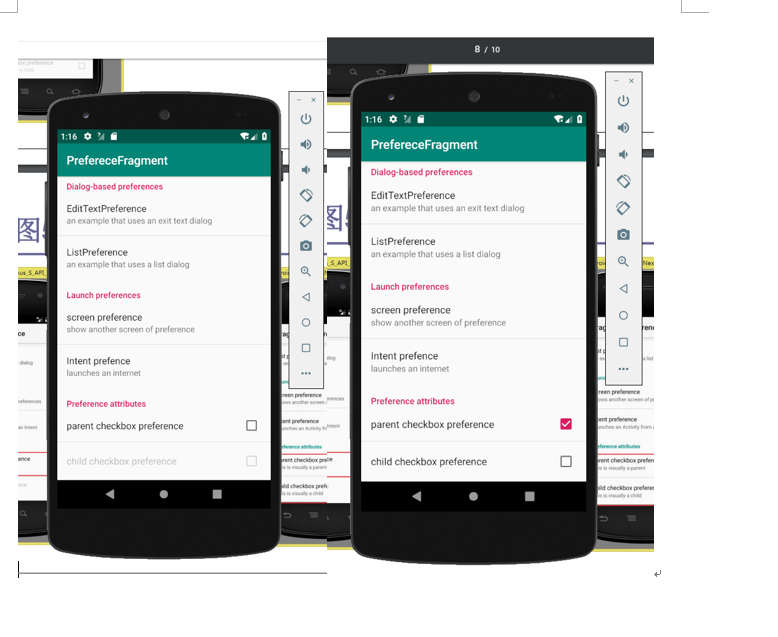 8 / 10
1:16
PrefereceFragment
Dialog-based preferences
EditTextPreference
an example that uses an exit text dialog
ListPreference
an example that uses a list dialog
Launch preferences
screen preference
show another screen of preference
Intent prefence
launches an internet
Preference attributes
parent checkbox preference
child checkbox preference
1:16
PrefereceFragment
Dialog-based preferences
EditTextPreference
an example that uses an exit text dialog
ListPreference
an example that uses a list dialog
Launch preferences
screen preference
show another screen of preference
Intent prefence
launches an internet
Preference attributes
parent checkbox preference
child checkbox preference